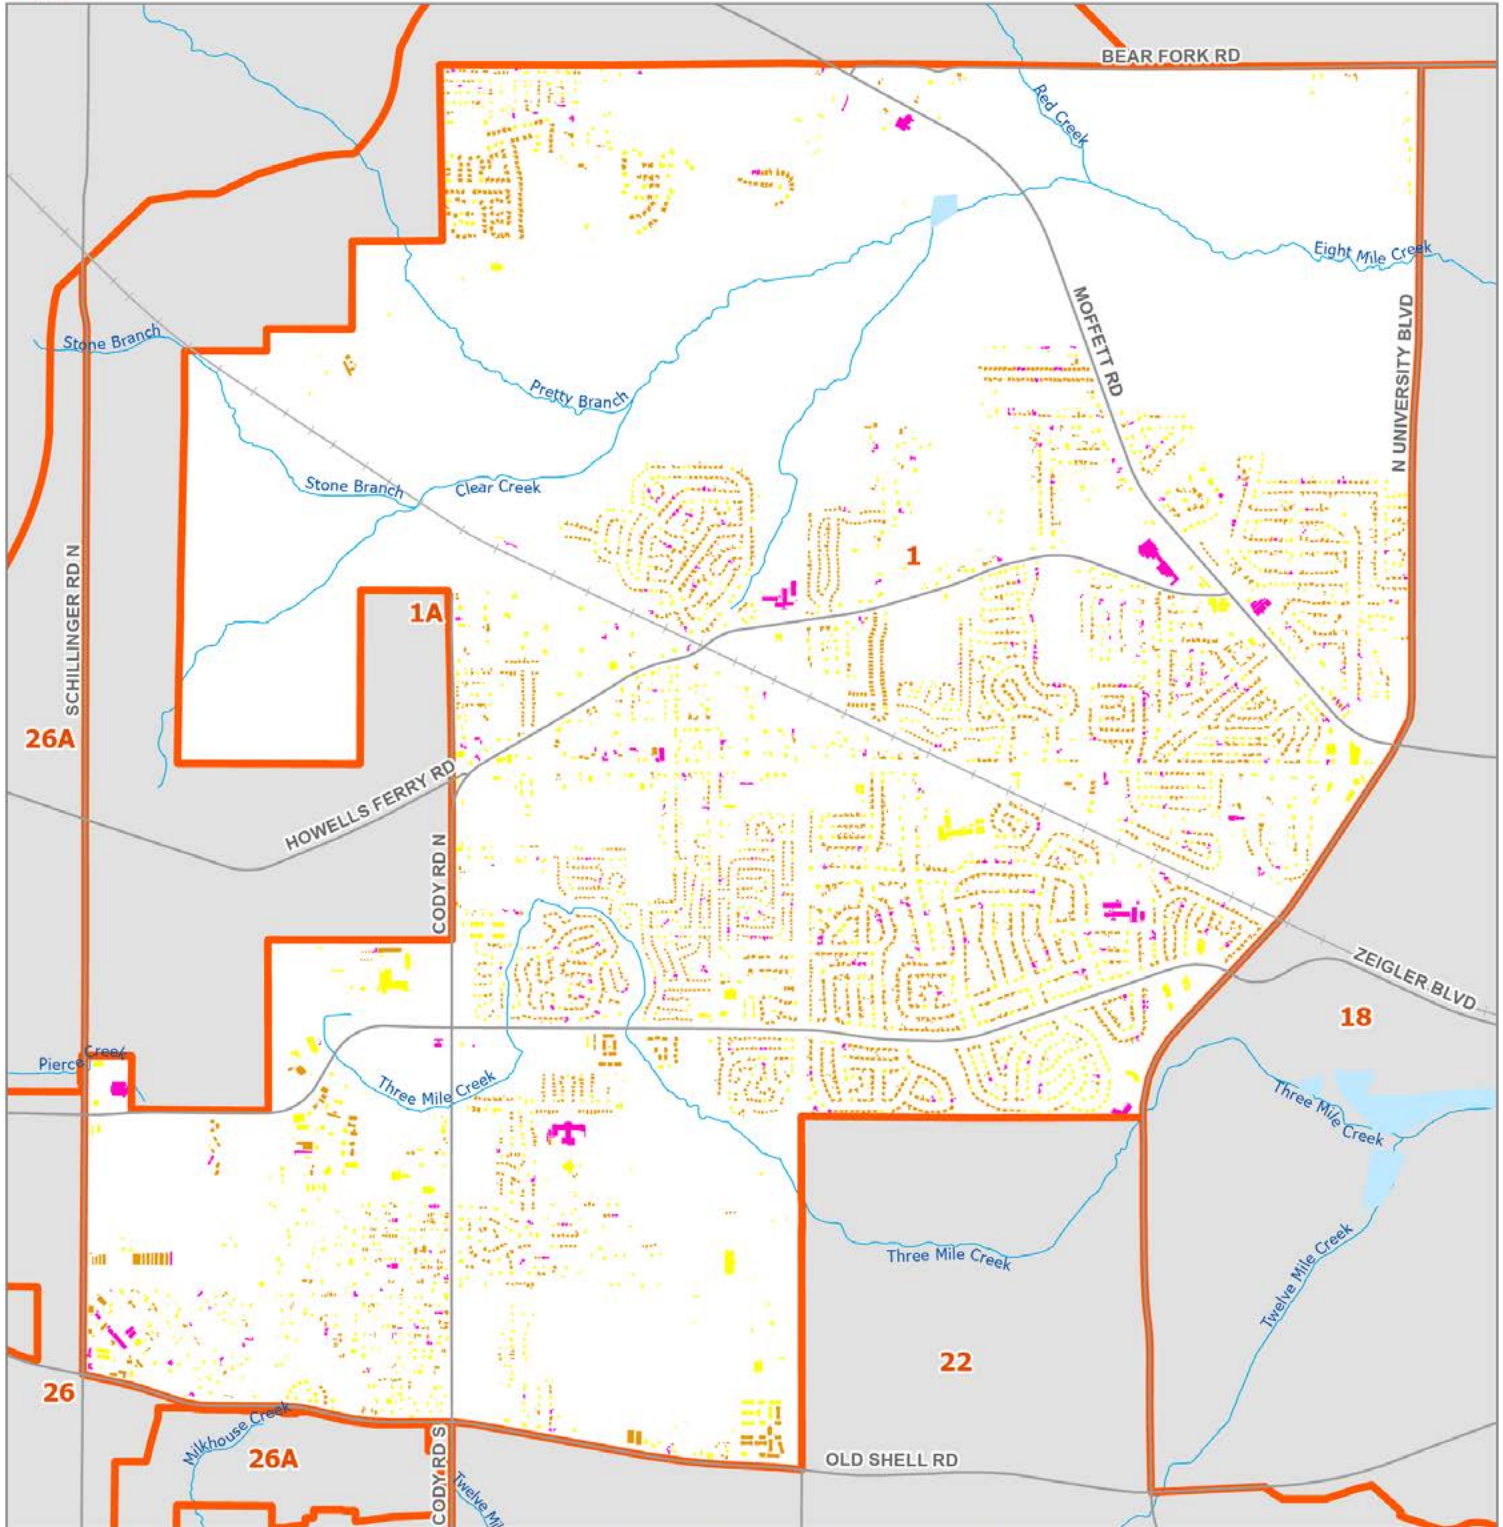 BEAR FORK RD
Red Creek
Eight Mile Creek
Stone Branch
MOFFETT RD
N UNIVERSITY BLVD
Pretty Branch
Stone Branch
Clear Creek
1
1A
SCHILLINGER RD N
26A
HOWELLS FERRY RD
CODY RD N
ZEIGLER BLVD
18
Pierce Creek
Three Mile Creek
Three Mile Creek
Three Mile Creek
Twelve Mile Creek
22
26
Milkhouse Creek
26A
CODY RD S
OLD SHELL RD
Twelve Mil